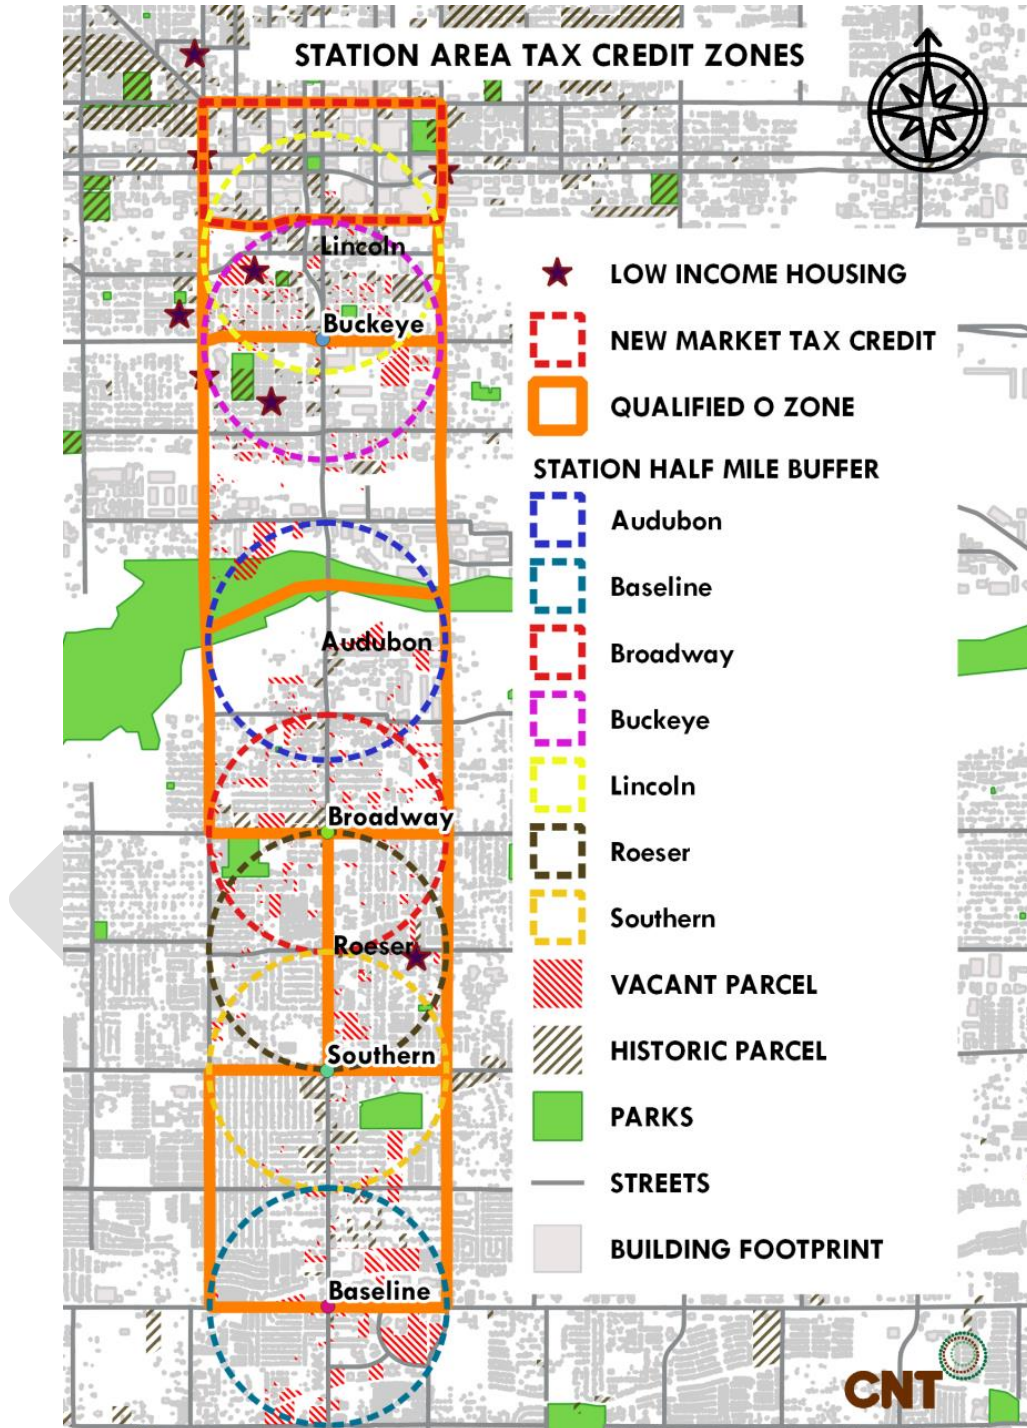 STATION AREA TAX CREDIT ZONES
Lincoln
Buckeye
Audubon
Broadway
Roeser
Southern
Baseline
LOW INCOME HOUSING
NEW MARKET TAX CREDIT
QUALIFIED O ZONE
STATION HALF MILE BUFFER
Audubon
Baseline
Broadway
Buckeye
Lincoln
Roeser
Southern
VACANT PARCEL
HISTORIC PARCEL
PARKS
STREETS
BUILDING FOOTPRINT
CNT